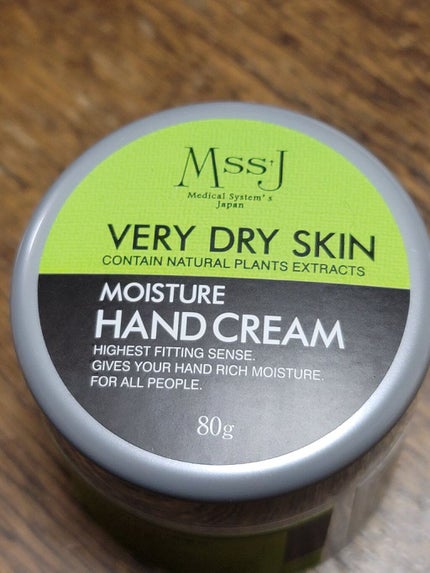 Mss·J
Medical System's
Japan
VERY DRY SKIN
CONTAIN NATURAL PLANTS EXTRACTS
MOISTURE
HAND CREAM
HIGHEST FITTING SENSE.
GIVES YOUR HAND RICH MOISTURE.
FOR ALL PEOPLE.
80g